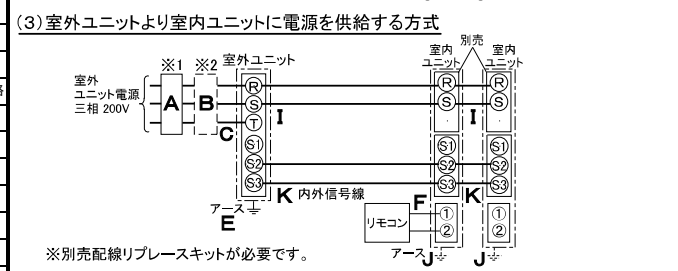 (3)室外ユニットより室内ユニットに電源を供給する方式
別売
※1 ※2 室外ユニット 室内ユニット 室内ユニット
室外ユニット電源
三相 200V
A B C
R S T S1 S2 S3
I
R S S1 S2 S3
I
R S S1 S2 S3
K 内外信号線 K
アース
E
リモコン F ① ② ① ②
アース J J
※別売配線リプレースキットが必要です。